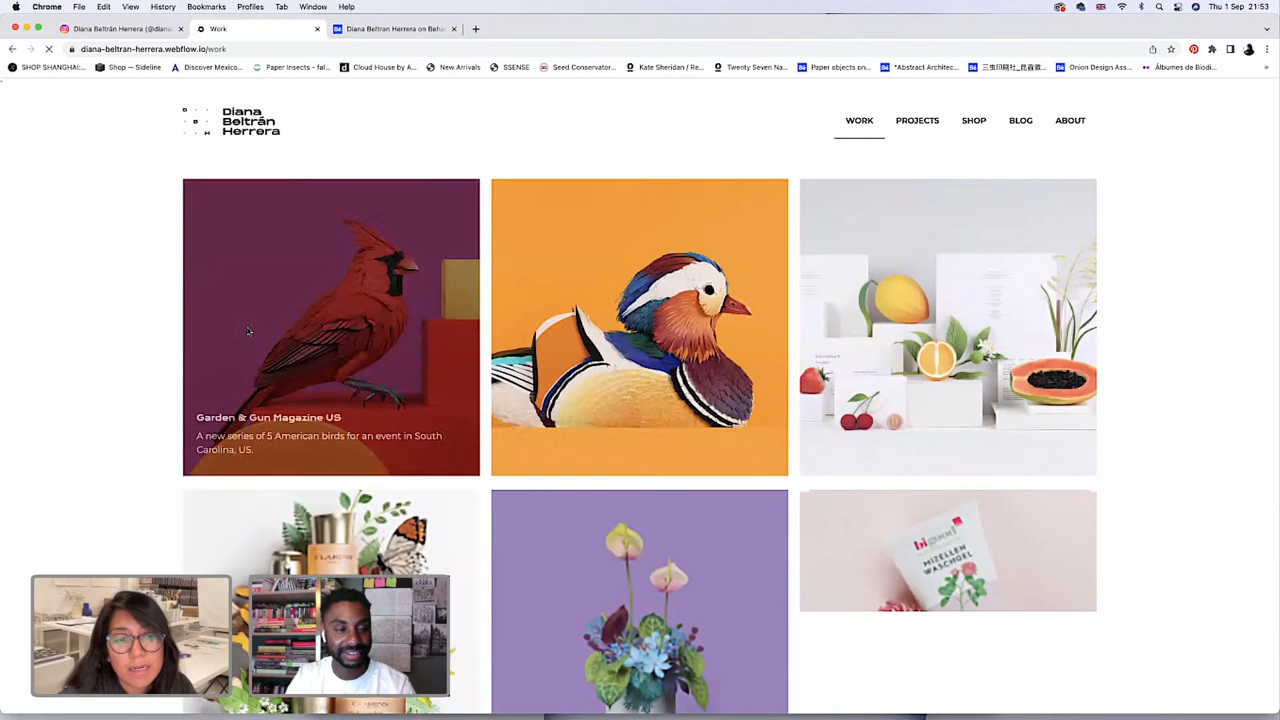 Chrome File Edit View History Bookmarks Profiles Tab Window Help
Thu 1 Sep 21:53
Diana Beltrán Herrera (@diana
Work
Diana Beltran Herrera on Behan
diana-beltran-herrera.webflow.io/work
SHOP SHANGHAI:...
Shop — Sideline
Discover Mexico...
Paper Insects - fal...
Cloud House by A...
New Arrivals
SSENSE
Seed Conservator...
Kate Sheridan / Re...
Twenty Seven Na...
Paper objects on...
*Abstract Architec...
Onion Design Ass...
Álbumes de Biodi...
Diana
Beltrán
Herrera
WORK PROJECTS SHOP BLOG ABOUT
Garden & Gun Magazine US
A new series of 5 American birds for an event in South
Carolina, US.
CLARINS
bi good
MIZELLEN
WASCHGEL